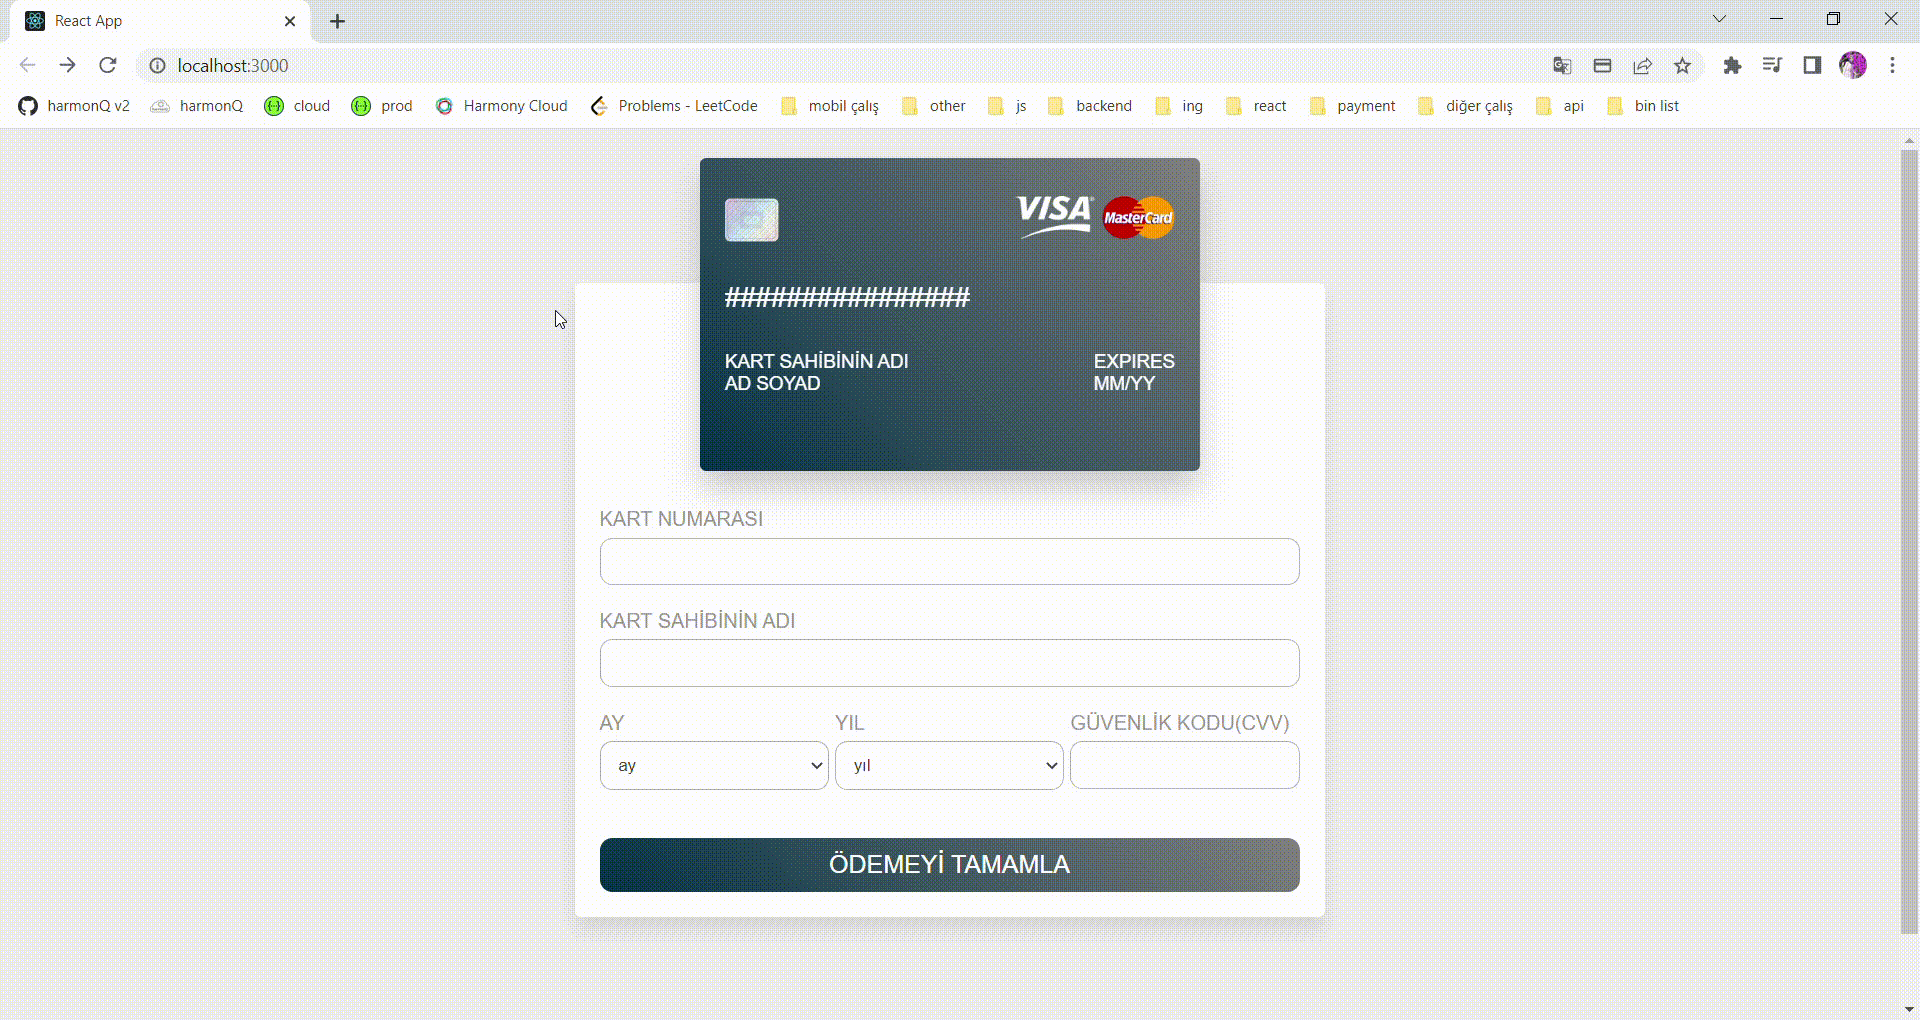 React App
localhost:3000
harmonQ v2 harmonQ cloud prod Harmony Cloud Problems - LeetCode mobil çalış other js backend ing react payment diğer çalış api bin list
VISA MasterCard
################
KART SAHİBİNİN ADI EXPIRES
AD SOYAD MM/YY
KART NUMARASI
KART SAHİBİNİN ADI
AY YIL GÜVENLİK KODU(CVV)
ay yıl
ÖDEMEYİ TAMAMLA